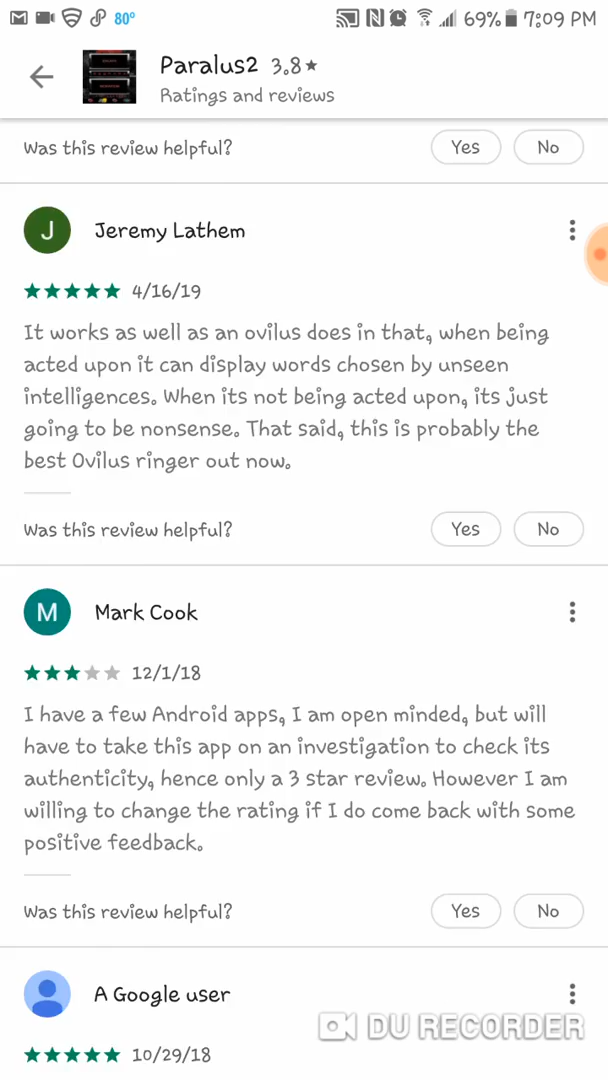 80° 69% 7:09 PM
Paralus2 3.8★
Ratings and reviews
Was this review helpful? Yes No
J Jeremy Lathem
4/16/19
It works as well as an ovilus does in that, when being
acted upon it can display words chosen by unseen
intelligences. When its not being acted upon, its just
going to be nonsense. That said, this is probably the
best Ovilus ringer out now.
Was this review helpful? Yes No
M Mark Cook
12/1/18
I have a few Android apps, I am open minded, but will
have to take this app on an investigation to check its
authenticity, hence only a 3 star review. However I am
willing to change the rating if I do come back with some
positive feedback.
Was this review helpful? Yes No
A Google user
DU RECORDER
10/29/18